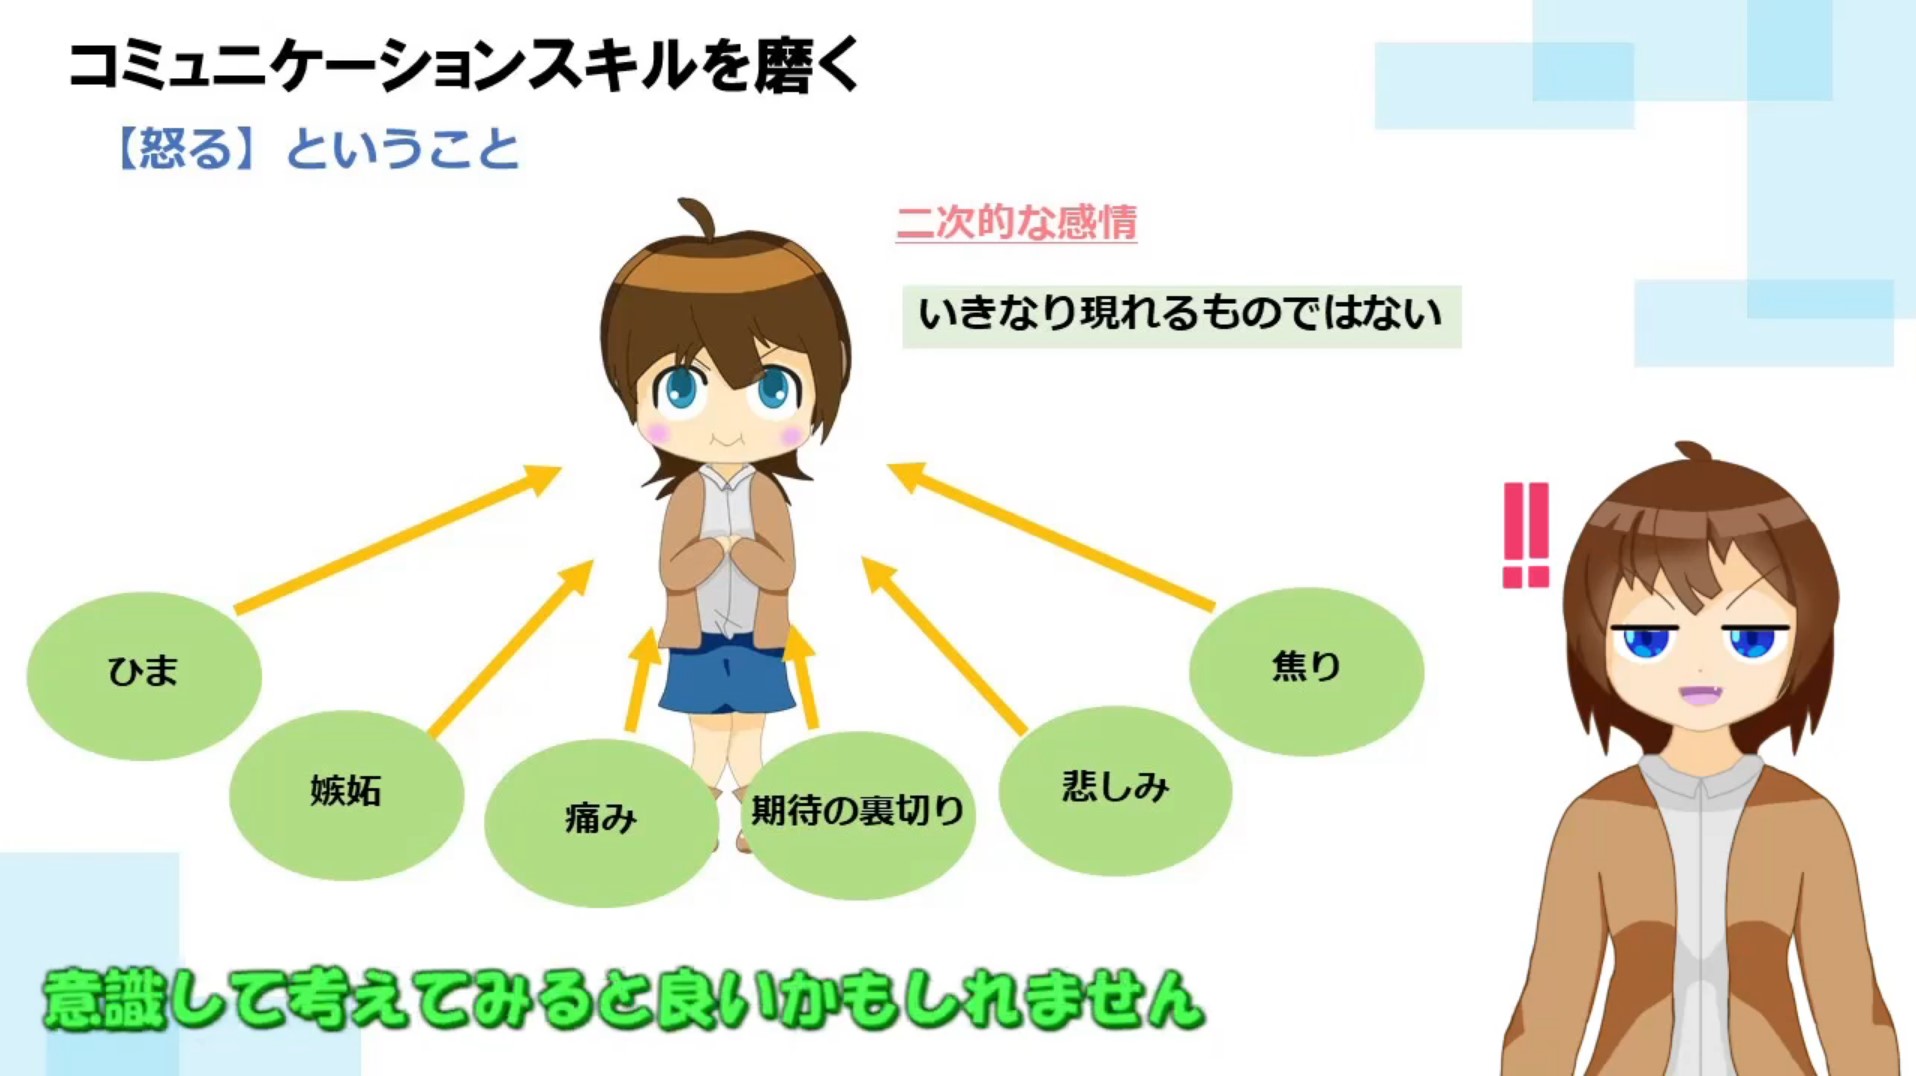 コミュニケーションスキルを磨く
【怒る】ということ
二次的な感情
いきなり現れるものではない
!!
ひま
嫉妬
痛み
期待の裏切り
悲しみ
焦り
意識して考えてみると良いかもしれません